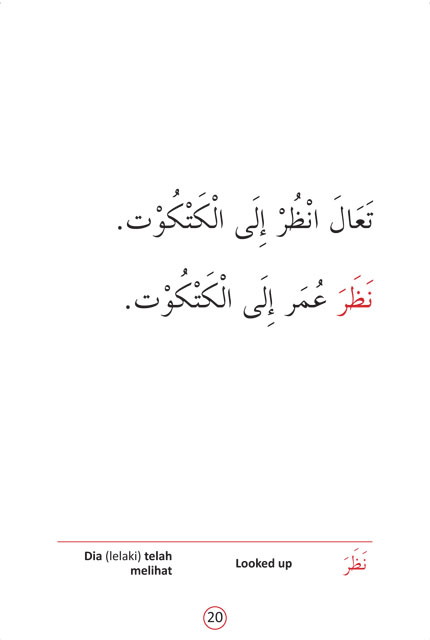 تَعَالَ انْظُرْ إِلَى الْكَتْكُوْت.
نَظَرَ عُمَر إِلَى الْكَتْكُوْت.
نَظَرَ
Looked up
Dia (lelaki) telah
melihat
20